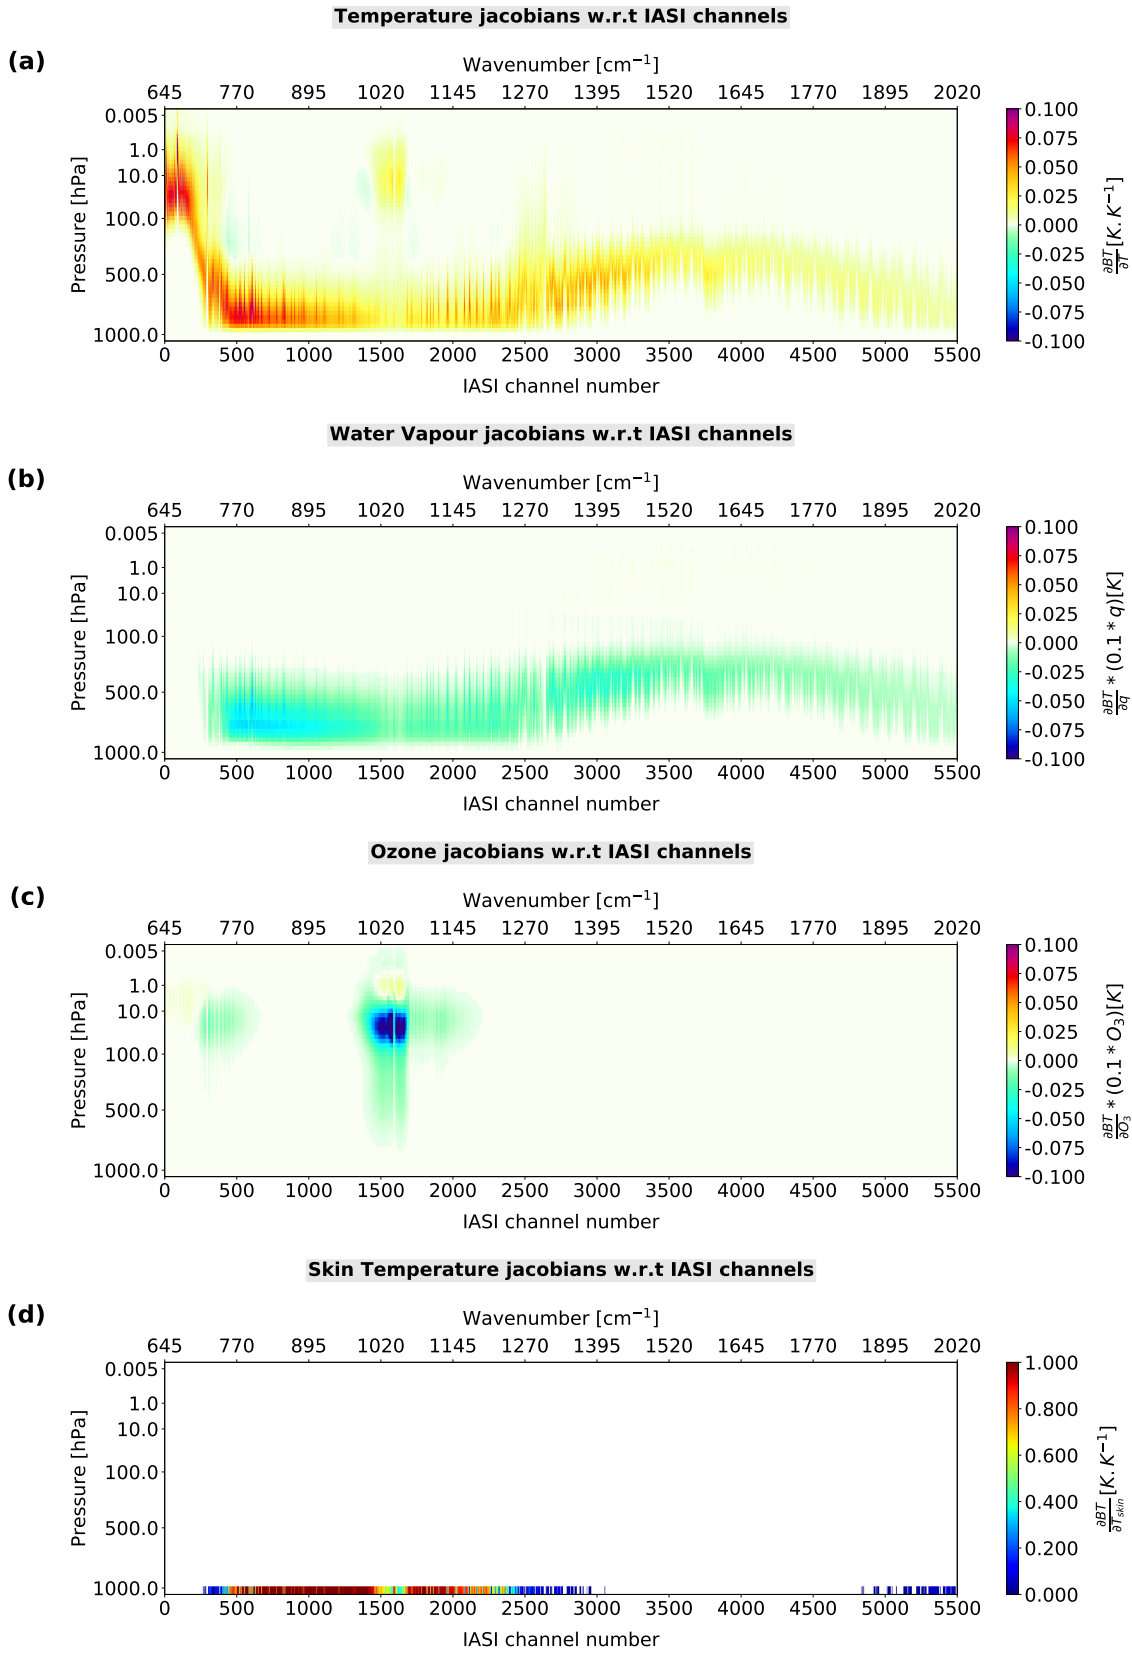 Temperature jacobians w.r.t IASI channels
(a)
Wavenumber [cm⁻¹]
645 770 895 1020 1145 1270 1395 1520 1645 1770 1895 2020
Pressure [hPa]
0.005
1.0
10.0
100.0
500.0
1000.0
0 500 1000 1500 2000 2500 3000 3500 4000 4500 5000 5500
IASI channel number
0.100
0.075
0.050
0.025
0.000
-0.025
-0.050
-0.075
-0.100
∂BT/∂T [K.K⁻¹]
Water Vapour jacobians w.r.t IASI channels
(b)
Wavenumber [cm⁻¹]
645 770 895 1020 1145 1270 1395 1520 1645 1770 1895 2020
Pressure [hPa]
0.005
1.0
10.0
100.0
500.0
1000.0
0 500 1000 1500 2000 2500 3000 3500 4000 4500 5000 5500
IASI channel number
0.100
0.075
0.050
0.025
0.000
-0.025
-0.050
-0.075
-0.100
∂BT/∂q * (0.1 * q)[K]
Ozone jacobians w.r.t IASI channels
(c)
Wavenumber [cm⁻¹]
645 770 895 1020 1145 1270 1395 1520 1645 1770 1895 2020
Pressure [hPa]
0.005
1.0
10.0
100.0
500.0
1000.0
0 500 1000 1500 2000 2500 3000 3500 4000 4500 5000 5500
IASI channel number
0.100
0.075
0.050
0.025
0.000
-0.025
-0.050
-0.075
-0.100
∂BT/∂O₃ * (0.1 * O₃)[K]
Skin Temperature jacobians w.r.t IASI channels
(d)
Wavenumber [cm⁻¹]
645 770 895 1020 1145 1270 1395 1520 1645 1770 1895 2020
Pressure [hPa]
0.005
1.0
10.0
100.0
500.0
1000.0
0 500 1000 1500 2000 2500 3000 3500 4000 4500 5000 5500
IASI channel number
1.000
0.800
0.600
0.400
0.200
0.000
∂BT/∂T_skin [K.K⁻¹]